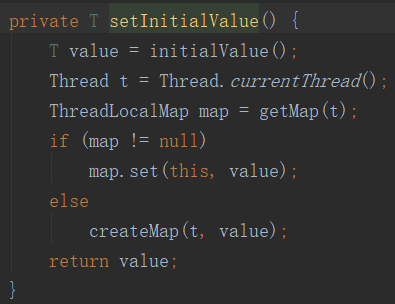 private T setInitialValue() {
    T value = initialValue();
    Thread t = Thread.currentThread();
    ThreadLocalMap map = getMap(t);
    if (map != null)
        map.set(this, value);
    else
        createMap(t, value);
    return value;
}